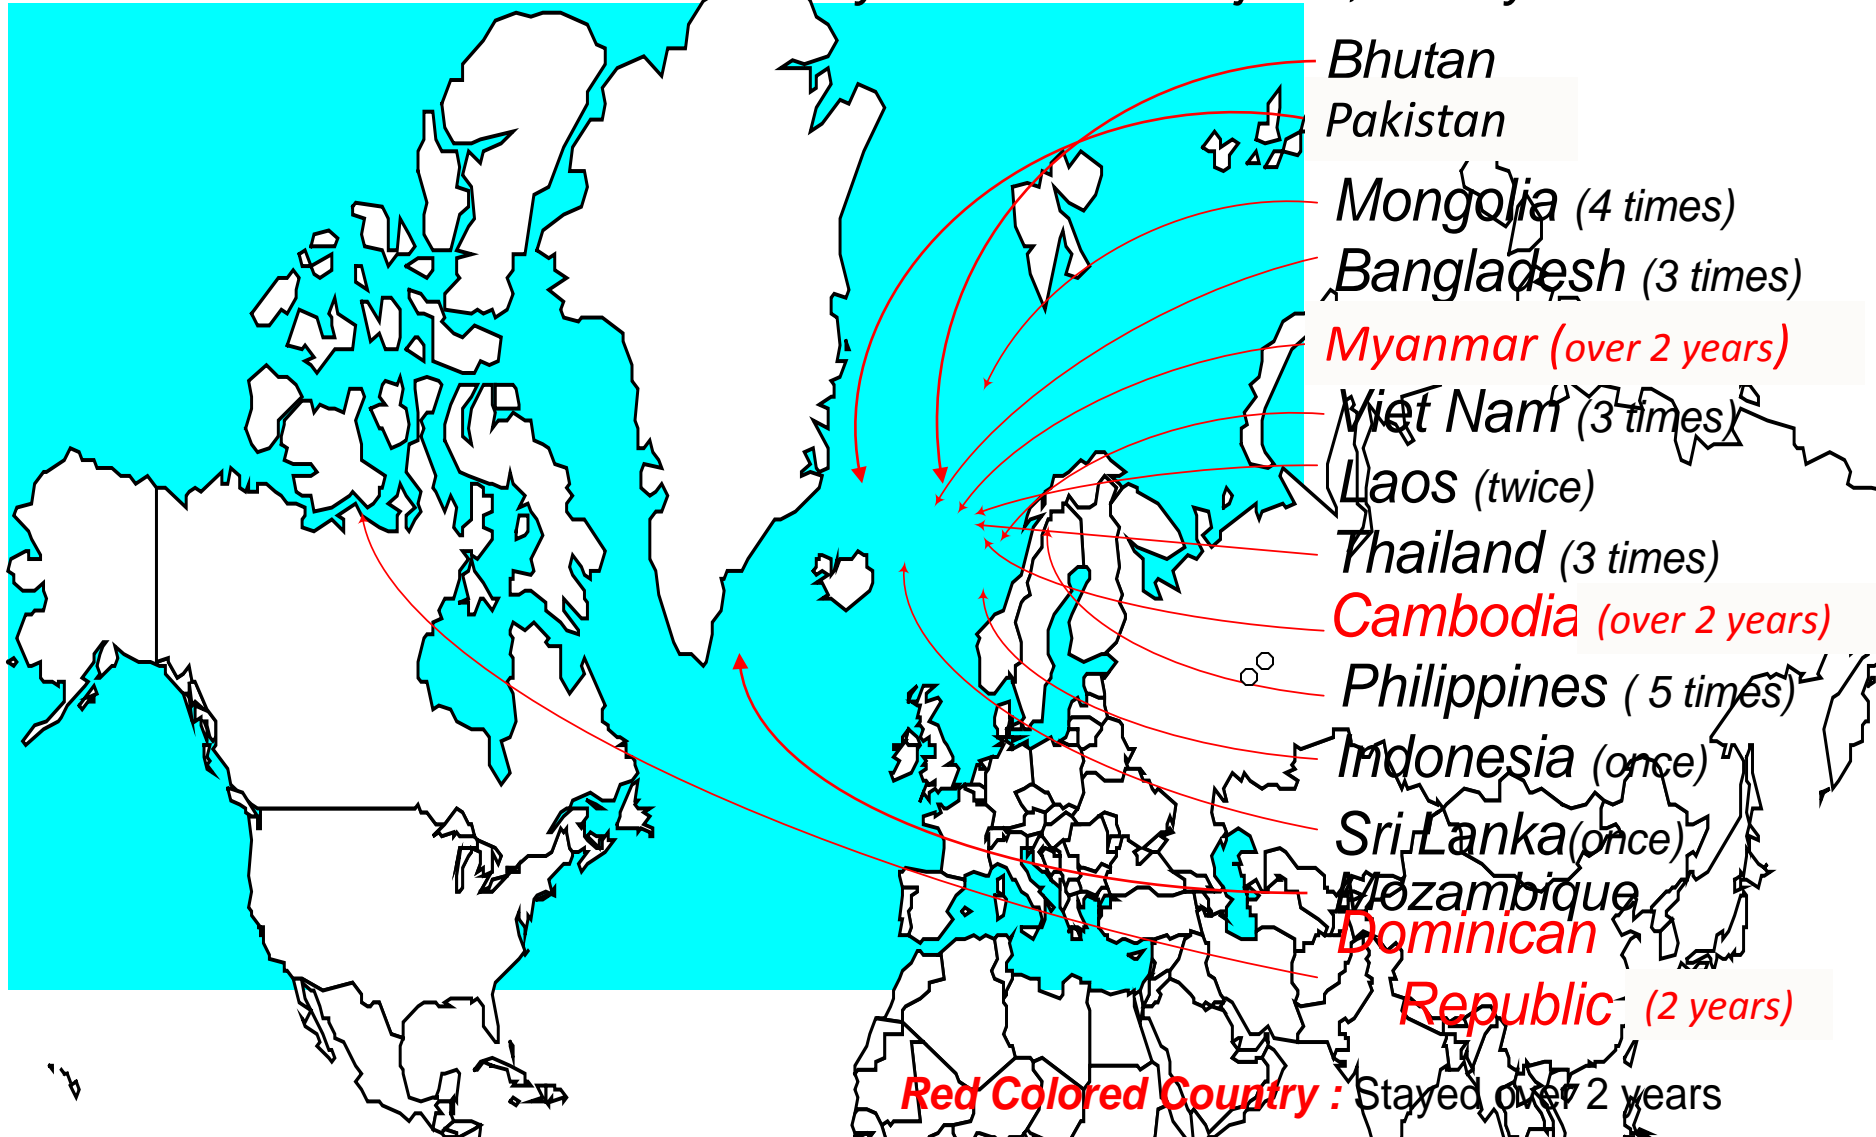 Bhutan
Pakistan
Mongolia (4 times)
Bangladesh (3 times)
Myanmar (over 2 years)
Viet Nam (3 times)
Laos (twice)
Thailand (3 times)
Cambodia (over 2 years)
Philippines ( 5 times)
Indonesia (once)
Sri Lanka(once)
Mozambique
Dominican
Republic (2 years)
Red Colored Country : Stayed over 2 years